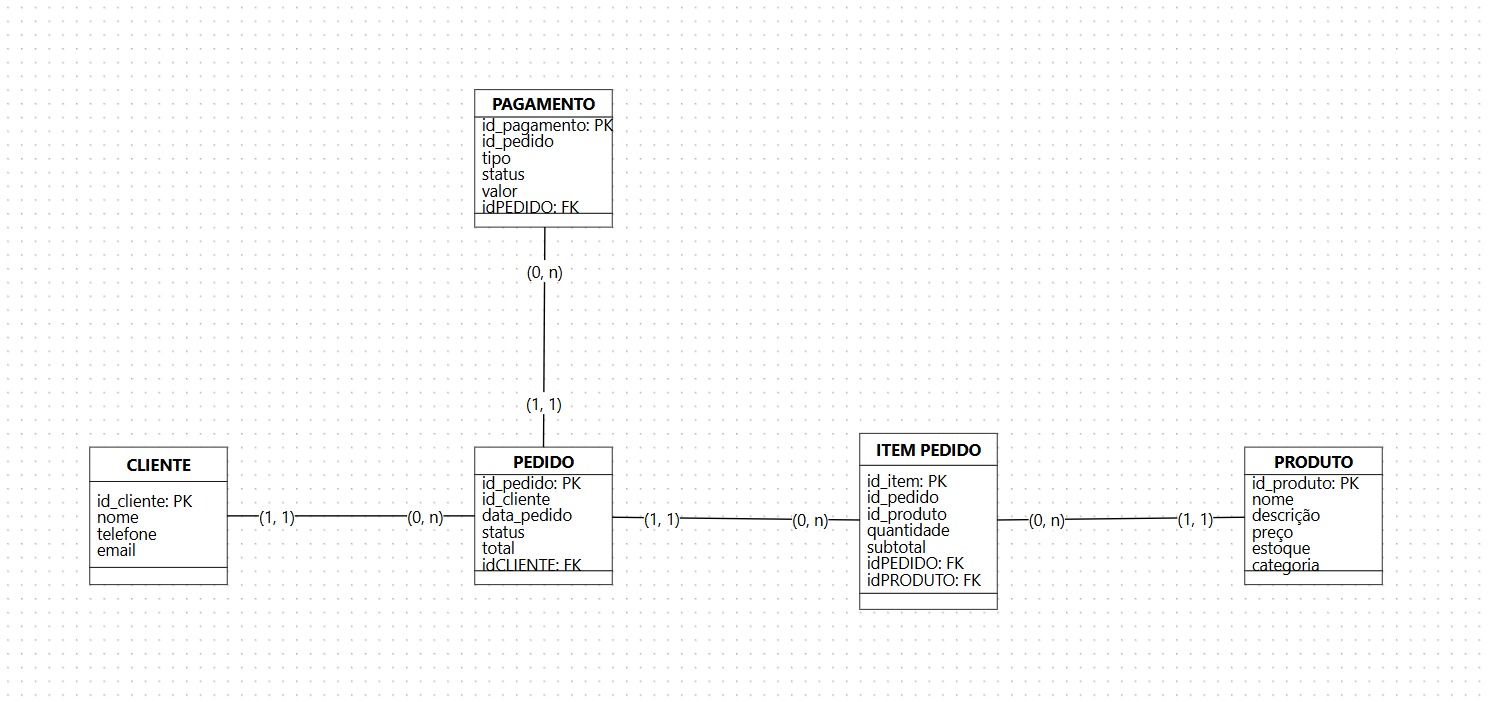 PAGAMENTO
id_pagamento: PK
id_pedido
tipo
status
valor
idPEDIDO: FK
(0, n)
(1, 1)
CLIENTE
id_cliente: PK
nome
telefone
email
(1, 1)
(0, n)
PEDIDO
id_pedido: PK
id_cliente
data_pedido
status
total
idCLIENTE: FK
(1, 1)
(0, n)
ITEM PEDIDO
id_item: PK
id_pedido
id_produto
quantidade
subtotal
idPEDIDO: FK
idPRODUTO: FK
(0, n)
(1, 1)
PRODUTO
id_produto: PK
nome
descrição
preço
estoque
categoria